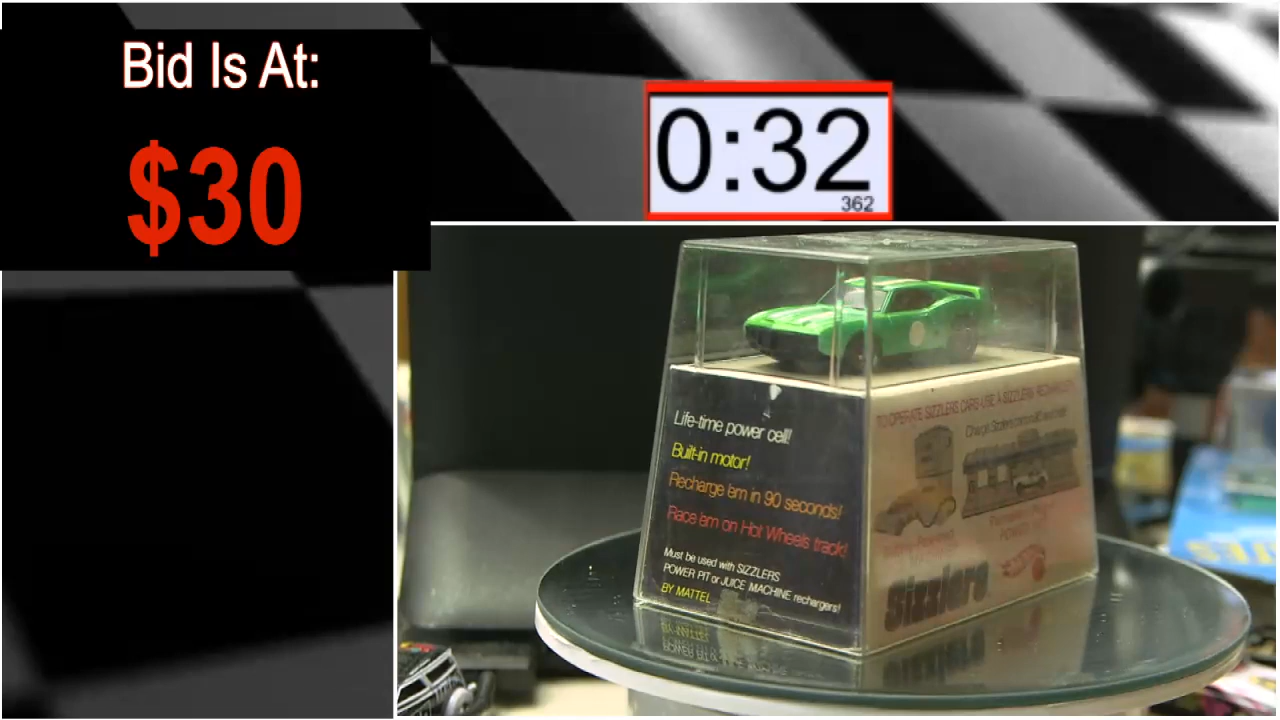 Bid Is At:
$30
0:32
362
Life-time power cell!
Built-in motor!
Recharge 'em in 90 seconds!
Race 'em on Hot Wheels track!
Must be used with SIZZLERS
POWER PIT or JUICE MACHINE rechargers!
BY MATTEL
TO OPERATE SIZZLERS CARS USE A SIZZLERS RECHARGER
Sizzlers